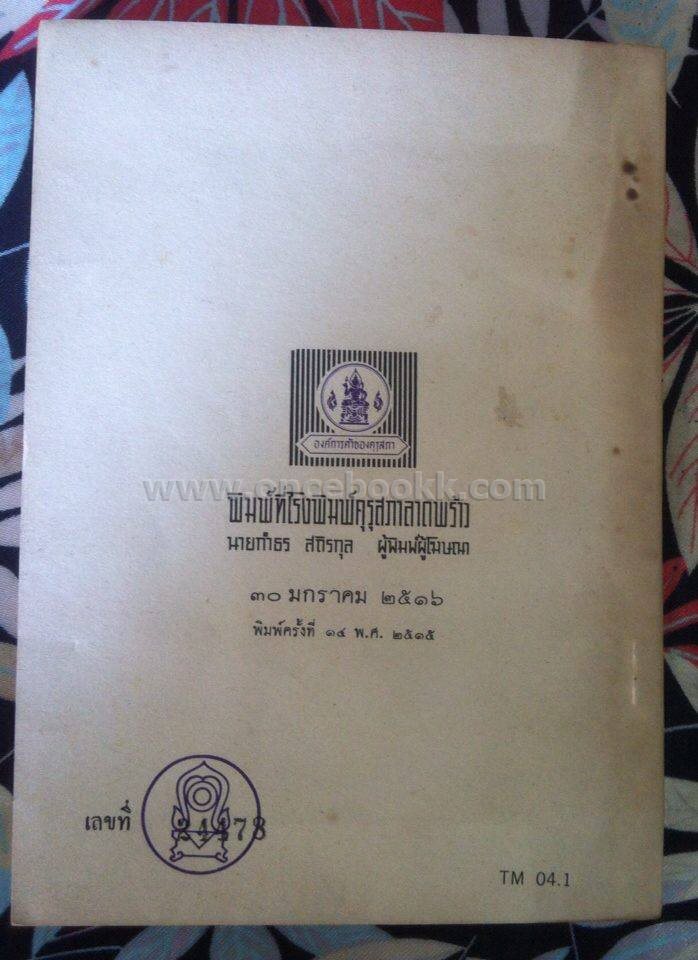 องค์การค้าของคุรุสภา
www.oncebookk.com
พิมพ์ที่โรงพิมพ์คุรุสภาลาดพร้าว
นายกำธร สถิรกุล ผู้พิมพ์ผู้โฆษณา
๓๐ มกราคม ๒๕๑๖
พิมพ์ครั้งที่ ๑๔ พ.ศ. ๒๕๑๕
เลขที่
TM 04.1